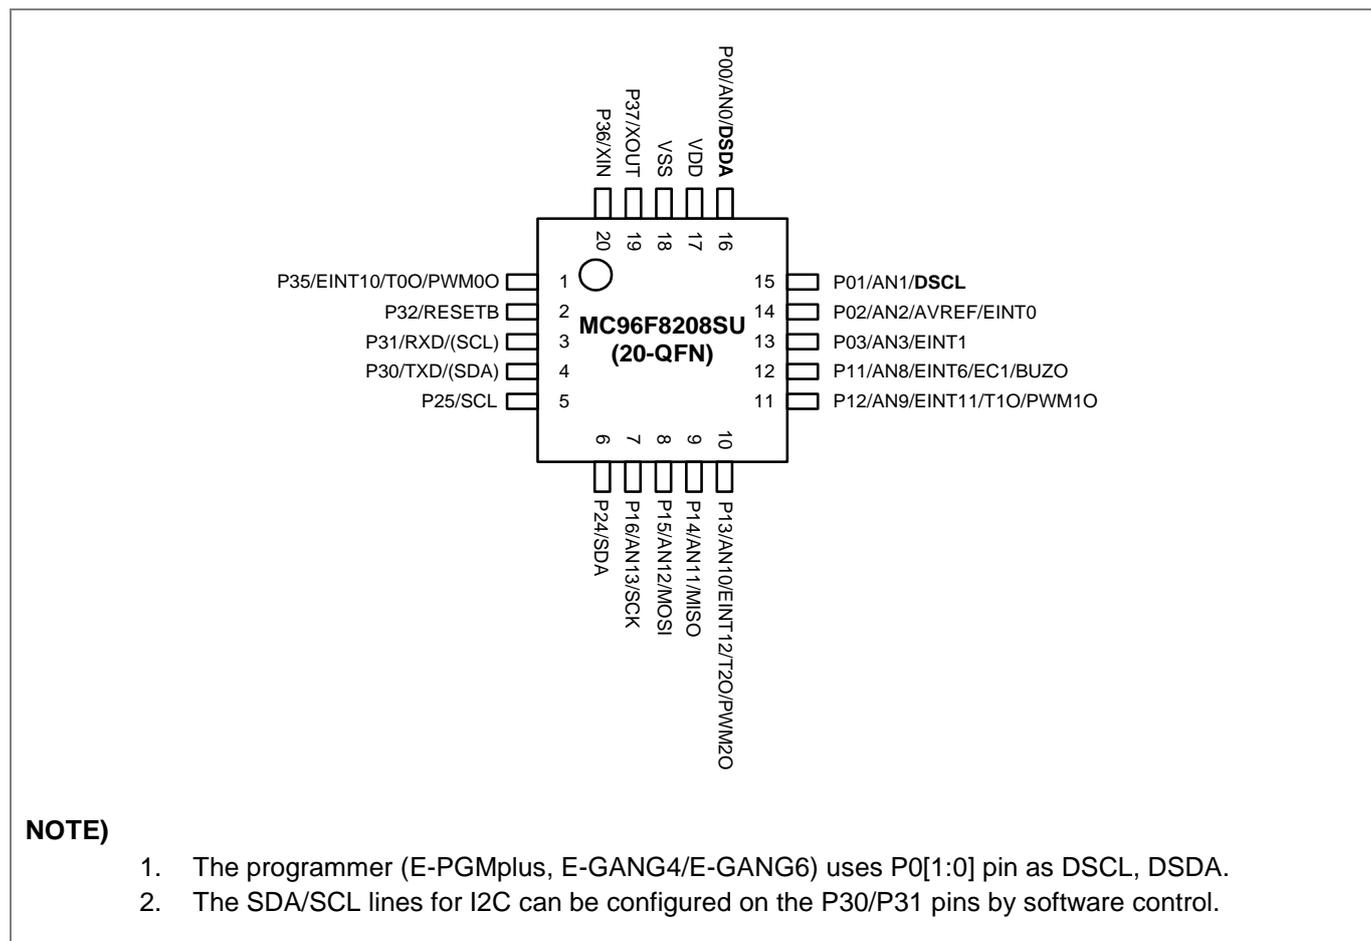 P36/XIN
P37/XOUT
VSS
VDD
P00/AN0/DSDA
20 19 18 17 16
P35/EINT10/T0O/PWM0O 1
P32/RESETB 2
P31/RXD/(SCL) 3
P30/TXD/(SDA) 4
P25/SCL 5
MC96F8208SU
(20-QFN)
15 P01/AN1/DSCL
14 P02/AN2/AVREF/EINT0
13 P03/AN3/EINT1
12 P11/AN8/EINT6/EC1/BUZO
11 P12/AN9/EINT11/T1O/PWM1O
6 7 8 9 10
P24/SDA
P16/AN13/SCK
P15/AN12/MOSI
P14/AN11/MISO
P13/AN10/EINT12/T2O/PWM2O
NOTE)
1. The programmer (E-PGMplus, E-GANG4/E-GANG6) uses P0[1:0] pin as DSCL, DSDA.
2. The SDA/SCL lines for I2C can be configured on the P30/P31 pins by software control.